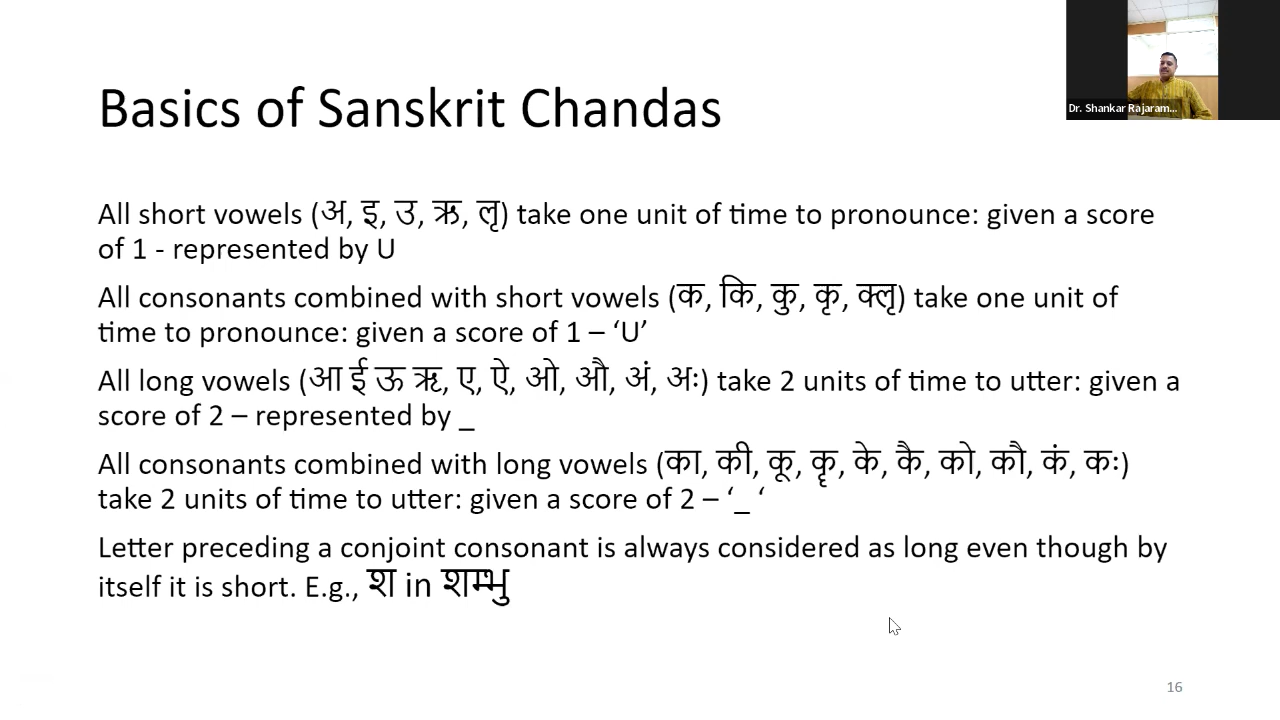 Dr. Shankar Rajaram...
Basics of Sanskrit Chandas
All short vowels (अ, इ, उ, ऋ, लृ) take one unit of time to pronounce: given a score
of 1 - represented by U
All consonants combined with short vowels (क, कि, कु, कृ, क्लृ) take one unit of
time to pronounce: given a score of 1 – ‘U’
All long vowels (आ ई ऊ ऋ, ए, ऐ, ओ, औ, अं, अः) take 2 units of time to utter: given a
score of 2 – represented by _
All consonants combined with long vowels (का, की, कू, कॄ, के, कै, को, कौ, कं, कः)
take 2 units of time to utter: given a score of 2 – ‘_ ‘
Letter preceding a conjoint consonant is always considered as long even though by
itself it is short. E.g., श in शम्भु
16